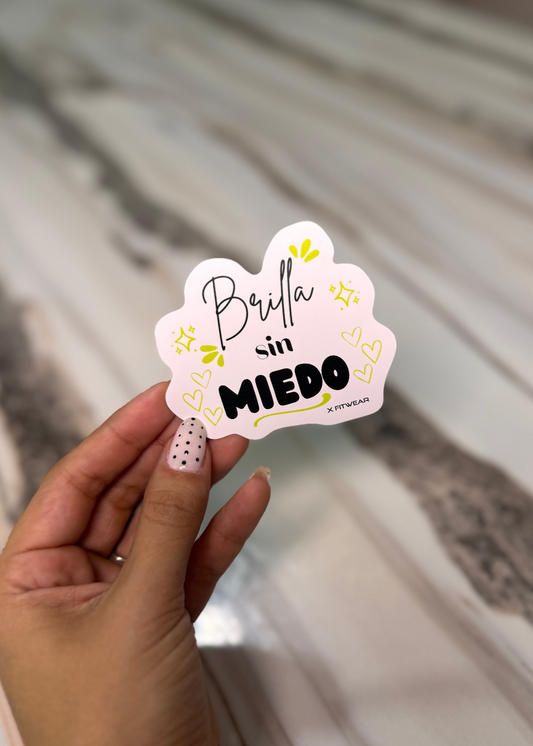 Brilla
sin
MIEDO
X FITWEAR